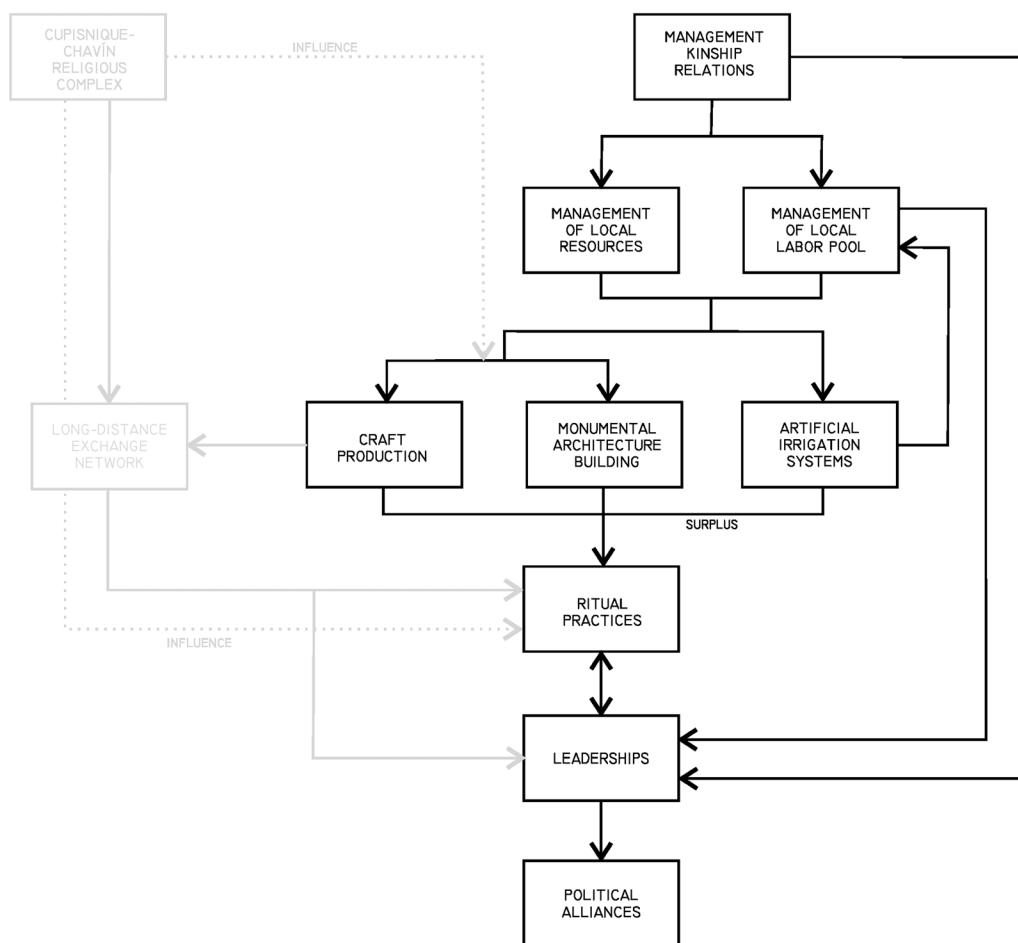 CUPISNIQUE-
CHAVÍN
RELIGIOUS
COMPLEX
INFLUENCE
MANAGEMENT
KINSHIP
RELATIONS
MANAGEMENT
OF LOCAL
RESOURCES
MANAGEMENT
OF LOCAL
LABOR POOL
LONG-DISTANCE
EXCHANGE
NETWORK
CRAFT
PRODUCTION
MONUMENTAL
ARCHITECTURE
BUILDING
ARTIFICIAL
IRRIGATION
SYSTEMS
SURPLUS
RITUAL
PRACTICES
INFLUENCE
LEADERSHIPS
POLITICAL
ALLIANCES